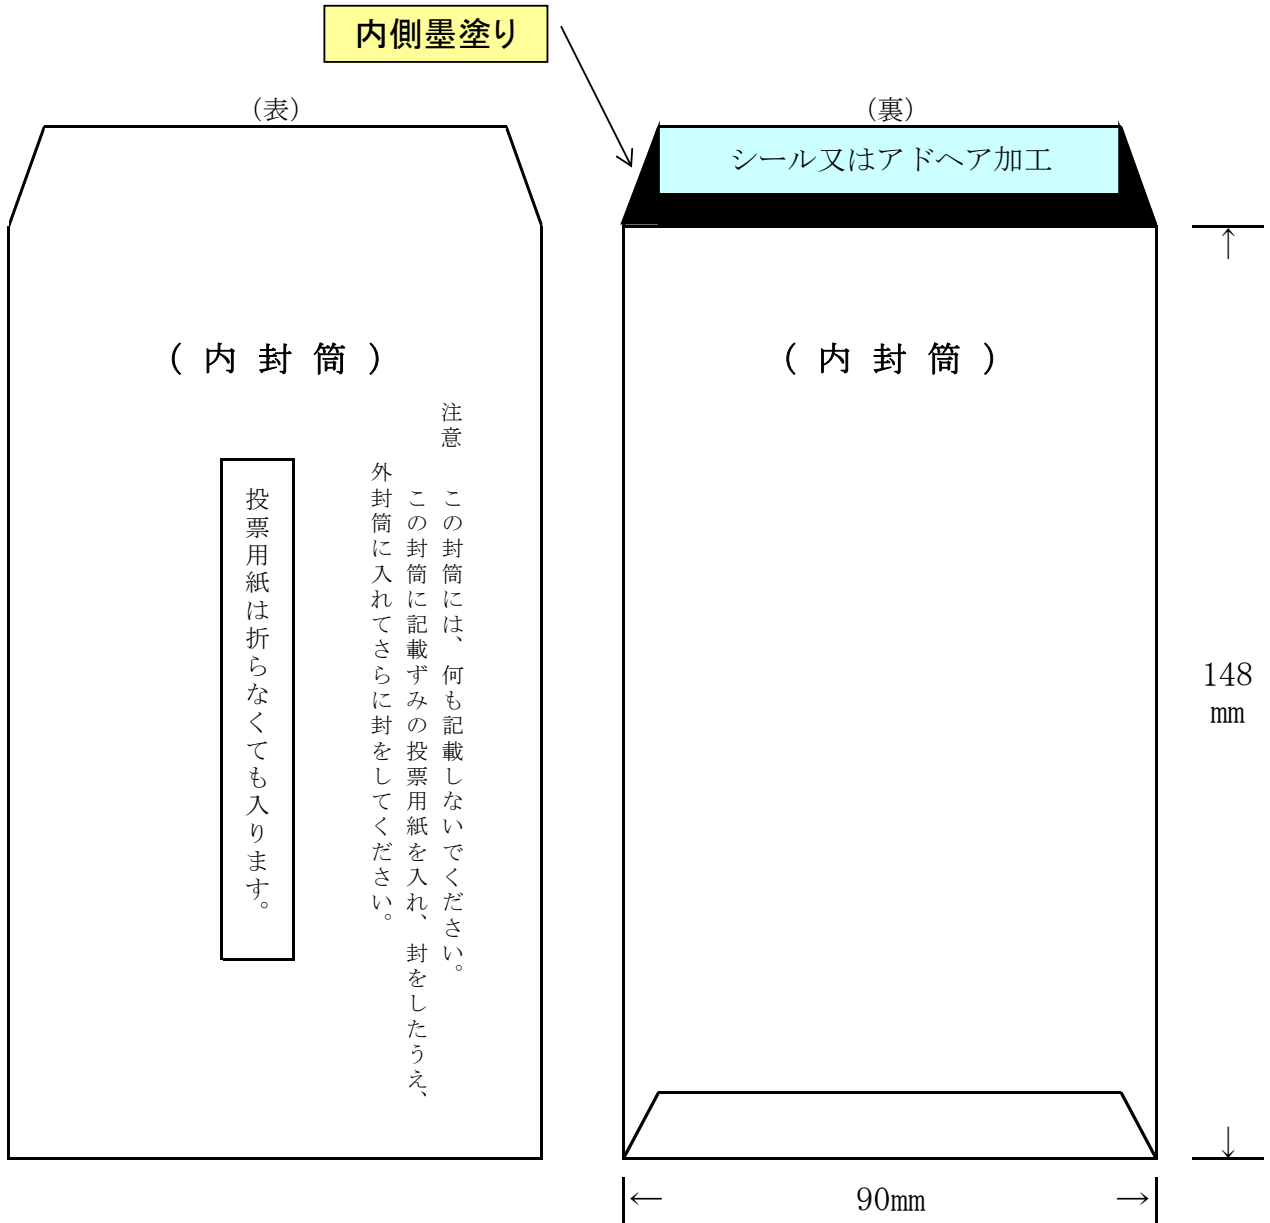 内側墨塗り
(表)
(内封筒)
注意　この封筒には、何も記載しないでください。
この封筒に記載ずみの投票用紙を入れ、封をしたうえ、
外封筒に入れてさらに封をしてください。
投票用紙は折らなくても入ります。
(裏)
シール又はアドヘア加工
(内封筒)
↑
148
mm
↓
← 90mm →